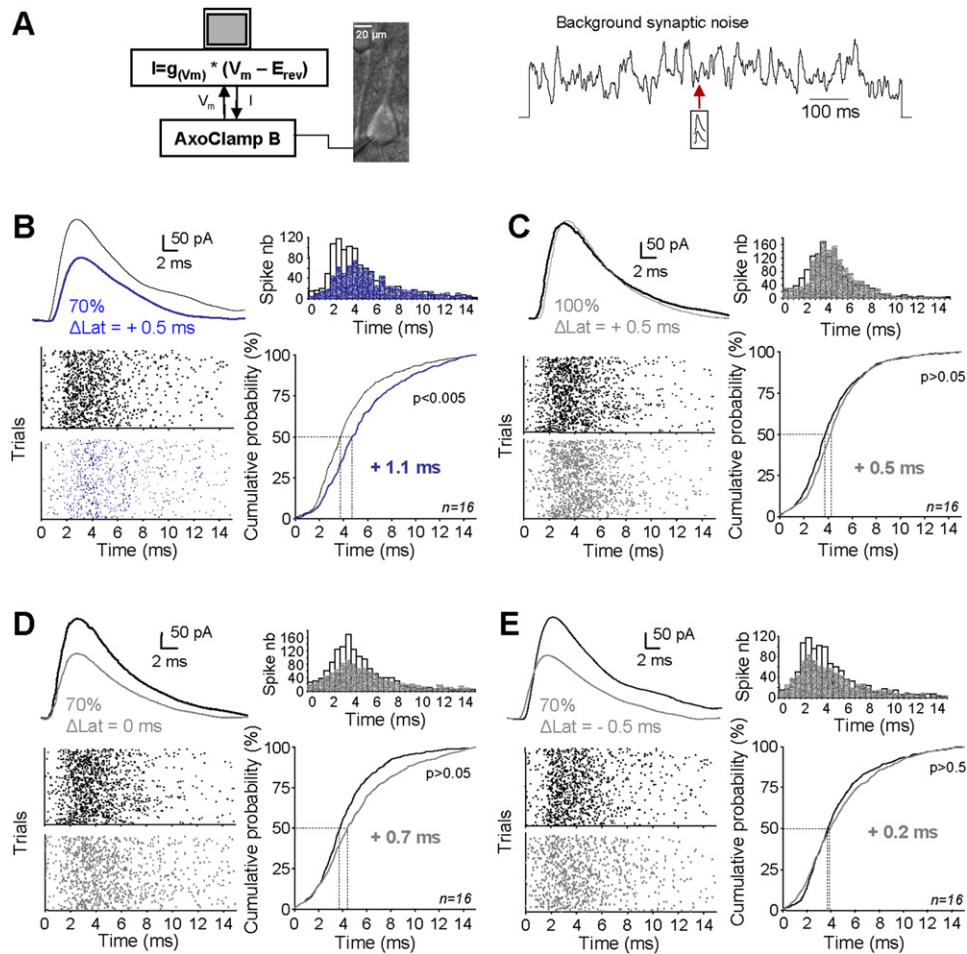 A
20 µm
I=g(Vm) * (Vm – Erev)
Vm
I
AxoClamp B
Background synaptic noise
100 ms
B
50 pA
2 ms
70%
ΔLat = + 0.5 ms
Spike nb
120
80
40
0
0 2 4 6 8 10 12 14
Time (ms)
Trials
0 2 4 6 8 10 12 14
Time (ms)
Cumulative probability (%)
100
75
50
25
0
p<0.005
+ 1.1 ms
n=16
0 2 4 6 8 10 12 14
Time (ms)
C
50 pA
2 ms
100%
ΔLat = + 0.5 ms
Spike nb
160
120
80
40
0
0 2 4 6 8 10 12 14
Time (ms)
Trials
0 2 4 6 8 10 12 14
Time (ms)
Cumulative probability (%)
100
75
50
25
0
p>0.05
+ 0.5 ms
n=16
0 2 4 6 8 10 12 14
Time (ms)
D
50 pA
2 ms
70%
ΔLat = 0 ms
Spike nb
160
120
80
40
0
0 2 4 6 8 10 12 14
Time (ms)
Trials
0 2 4 6 8 10 12 14
Time (ms)
Cumulative probability (%)
100
75
50
25
0
p>0.05
+ 0.7 ms
n=16
0 2 4 6 8 10 12 14
Time (ms)
E
50 pA
2 ms
70%
ΔLat = - 0.5 ms
Spike nb
120
80
40
0
0 2 4 6 8 10 12 14
Time (ms)
Trials
0 2 4 6 8 10 12 14
Time (ms)
Cumulative probability (%)
100
75
50
25
0
p>0.5
+ 0.2 ms
n=16
0 2 4 6 8 10 12 14
Time (ms)